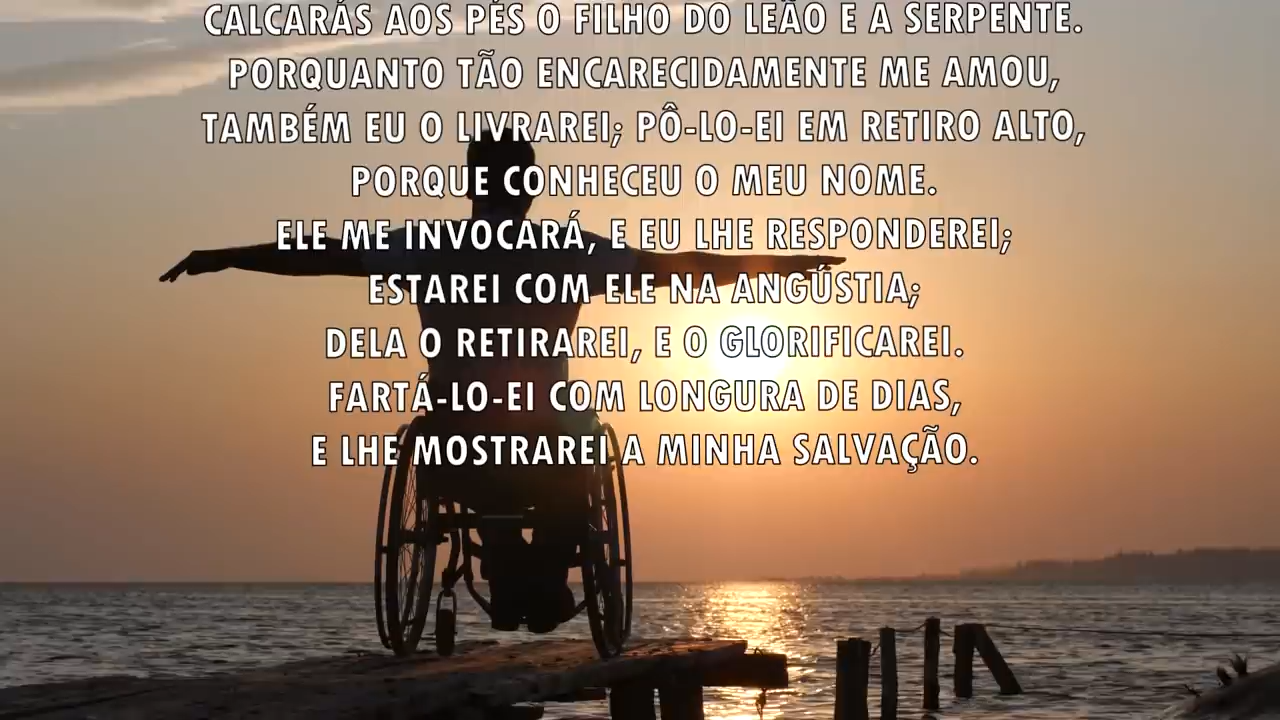 CALCARÁS AOS PÉS O FILHO DO LEÃO E A SERPENTE.
PORQUANTO TÃO ENCARECIDAMENTE ME AMOU,
TAMBÉM EU O LIVRAREI; PÔ-LO-EI EM RETIRO ALTO,
PORQUE CONHECEU O MEU NOME.
ELE ME INVOCARÁ, E EU LHE RESPONDEREI;
ESTAREI COM ELE NA ANGÚSTIA;
DELA O RETIRAREI, E O GLORIFICAREI.
FARTÁ-LO-EI COM LONGURA DE DIAS,
E LHE MOSTRAREI A MINHA SALVAÇÃO.